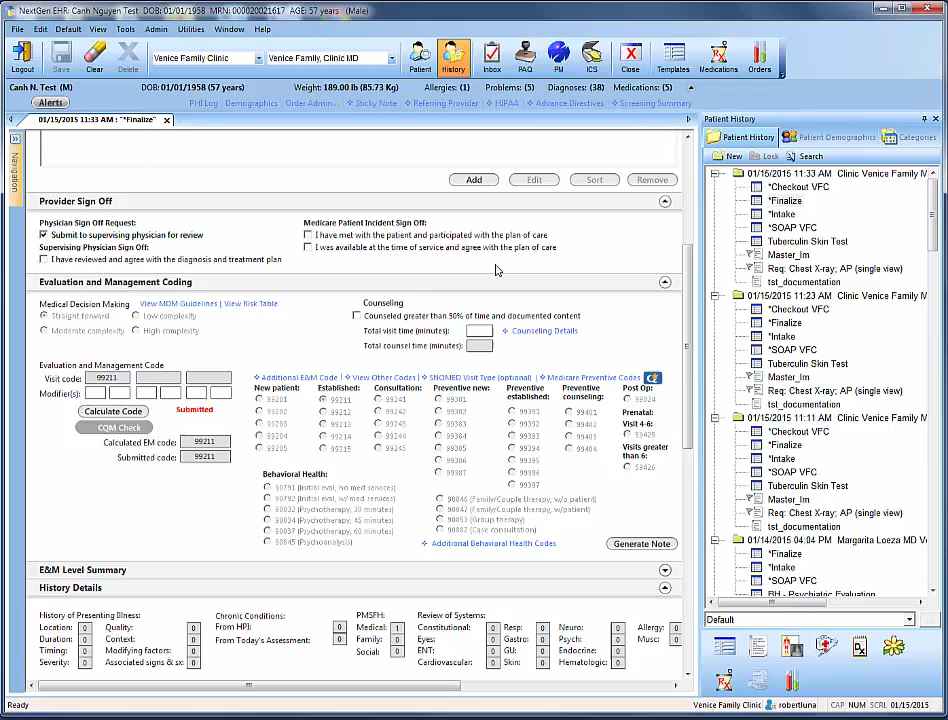 NextGen EHR: Canh Nguyen Test DOB: 01/01/1958 MRN: 000020021617 AGE: 57 years (Male)
File Edit Default View Tools Admin Utilities Window Help
Venice Family Clinic Venice Family, Clinic MD
Logout Save Clear Delete Patient History Inbox PAQ PM ICS Close Templates Medications Orders
Canh N. Test (M) DOB: 01/01/1958 (57 years) Weight: 189.00 lb (85.73 Kg) Allergies: (1) Problems: (5) Diagnoses: (38) Medications: (5)
Alerts PHI Log Demographics Order Admin... Sticky Note Referring Provider HIPAA Advance Directives Screening Summary
01/15/2015 11:33 AM : "*Finalize"
Navigation
Add Edit Sort Remove
Provider Sign Off
Physician Sign Off Request: Medicare Patient Incident Sign Off:
Submit to supervising physician for review I have met with the patient and participated with the plan of care
Supervising Physician Sign Off: I was available at the time of service and agree with the plan of care
I have reviewed and agree with the diagnosis and treatment plan
Evaluation and Management Coding
Medical Decision Making View MDM Guidelines | View Risk Table Counseling
Straight forward Low complexity Counseled greater than 50% of time and documented content
Moderate complexity High complexity Total visit time (minutes): Counseling Details
Total counsel time (minutes):
Evaluation and Management Code
Visit code: 99211
Modifier(s):
Calculate Code Submitted
CQM Check
Calculated EM code: 99211
Submitted code: 99211
Additional E&M Code | View Other Codes | SNOMED Visit Type (optional) | Medicare Preventive Codes
New patient: Established: Consultation: Preventive new: Preventive established: Preventive counseling: Post Op:
99201 99211 99241 99381 99024
99202 99212 99242 99382 99391 99401 Prenatal:
99203 99213 99243 99383 99392 99402 Visit 4-6:
99204 99214 99244 99384 99393 99403 59425
99205 99215 99245 99385 99394 99404 Visits greater than 6:
99386 99395 59426
99387 99396
99397
Behavioral Health:
90791 (Initial eval, no med services)
90792 (Initial eval, w/ med services) 90846 (Family/Couple therapy, w/o patient)
90832 (Psychotherapy, 30 minutes) 90847 (Family/Couple therapy, w/patient)
90834 (Psychotherapy, 45 minutes) 90853 (Group therapy)
90837 (Psychotherapy, 60 minutes) 90882 (Case consultation)
90845 (Psychoanalysis) Additional Behavioral Health Codes Generate Note
E&M Level Summary
History Details
History of Presenting Illness: Chronic Conditions: PMSFH: Review of Systems:
Location: 0 Quality: 0 From HPI: 0 Medical: 1 Constitutional: 0 Resp: 0 Neuro: 0 Allergy: 0
Duration: 0 Context: 0 From Today's Assessment: 0 Family: 0 Eyes: 0 Gastro: 0 Psych: 0 Musc: 0
Timing: 0 Modifying factors: 0 Social: 0 ENT: 0 GU: 0 Endocrine: 0
Severity: 0 Associated signs & sx: 0 Cardiovascular: 0 Skin: 0 Hematologic: 0
Patient History
Patient History Patient Demographics Categories
New Lock Search
01/15/2015 11:33 AM Clinic Venice Family M
*Checkout VFC
*Finalize
*Intake
*SOAP VFC
Tuberculin Skin Test
Master_Im
Req: Chest X-ray; AP (single view)
tst_documentation
01/15/2015 11:23 AM Clinic Venice Family M
*Checkout VFC
*Finalize
*Intake
*SOAP VFC
Tuberculin Skin Test
Master_Im
Req: Chest X-ray; AP (single view)
tst_documentation
01/15/2015 11:11 AM Clinic Venice Family M
*Checkout VFC
*Finalize
*Intake
*SOAP VFC
Tuberculin Skin Test
Master_Im
Req: Chest X-ray; AP (single view)
tst_documentation
01/14/2015 04:04 PM Margarita Loeza MD V
*Finalize
*Intake
*SOAP VFC
BH - Psychiatric Evaluation
Default
Ready Venice Family Clinic robertluna CAP NUM SCRL 01/15/2015